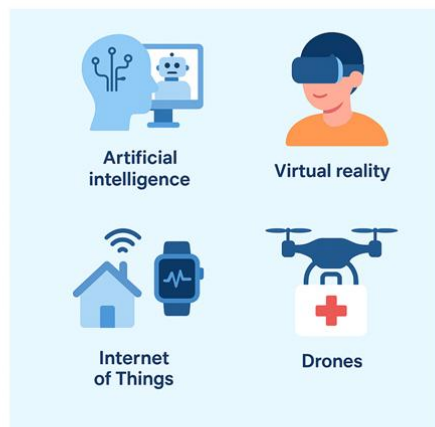 Artificial
intelligence
Virtual reality
Internet
of Things
Drones